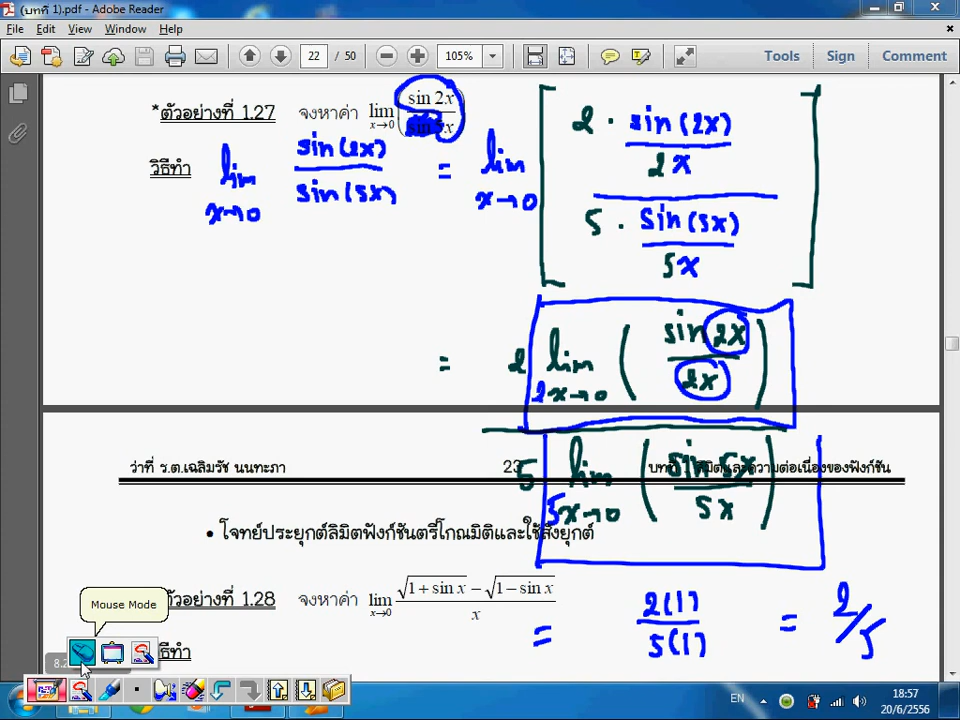 (บทที่ 1).pdf - Adobe Reader
File Edit View Window Help
22 / 50 105% Tools Sign Comment
*ตัวอย่างที่ 1.27 จงหาค่า lim x→0 (sin 2x / sin 5x)
วิธีทำ lim x→0 sin(2x) / sin(5x) = lim x→0 [ 2 · sin(2x) / 2x
5 · sin(5x) / 5x ]
= 2 lim 2x→0 ( sin 2x / 2x )
5 lim 5x→0 ( sin 5x / 5x )
ว่าที่ ร.ต.เฉลิมรัช นนทะภา 23 บทที่ 1 ลิมิตและความต่อเนื่องของฟังก์ชัน
• โจทย์ประยุกต์ลิมิตฟังก์ชันตรีโกณมิติและใช้สังยุกต์
Mouse Mode
ตัวอย่างที่ 1.28 จงหาค่า lim x→0 √1 + sin x − √1 − sin x / x
= 2(1) / 5(1) = 2/5
ธีทำ
8.2
EN 18:57
20/6/2556